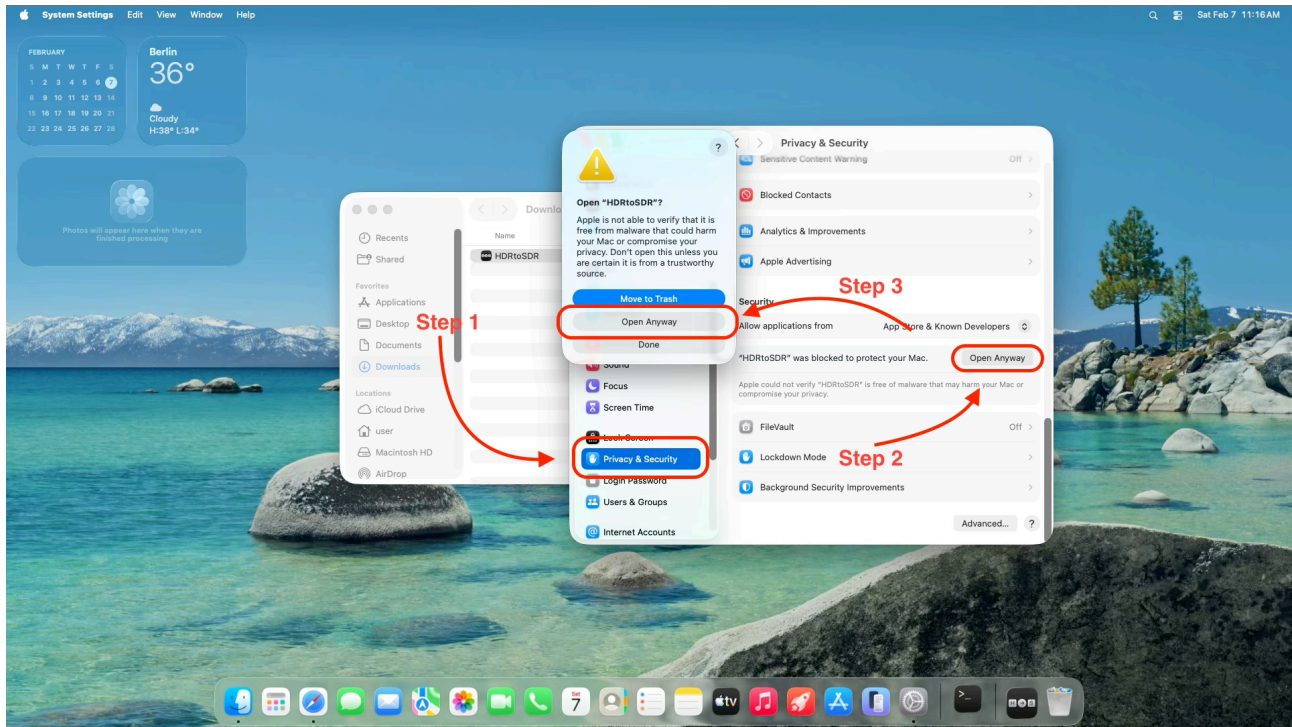 System Settings Edit View Window Help
Sat Feb 7 11:16 AM
FEBRUARY
S M T W T F S
1 2 3 4 5 6 7
8 9 10 11 12 13 14
15 16 17 18 19 20 21
22 23 24 25 26 27 28
Berlin
36°
Cloudy
H:38° L:34°
Photos will appear here when they are
finished processing
Recents
Shared
Favorites
Applications
Desktop
Documents
Downloads
Locations
iCloud Drive
user
Macintosh HD
AirDrop
Downlo
Name
HDRtoSDR
Step 1
?
Open "HDRtoSDR"?
Apple is not able to verify that it is
free from malware that could harm
your Mac or compromise your
privacy. Don't open this unless you
are certain it is from a trustworthy
source.
Move to Trash
Open Anyway
Done
Sound
Focus
Screen Time
Lock Screen
Privacy & Security
Login Password
Users & Groups
Internet Accounts
Privacy & Security
Sensitive Content Warning Off
Blocked Contacts
Analytics & Improvements
Apple Advertising
Step 3
Security
Allow applications from App Store & Known Developers
"HDRtoSDR" was blocked to protect your Mac. Open Anyway
Apple could not verify "HDRtoSDR" is free of malware that may harm your Mac or
compromise your privacy.
FileVault Off
Lockdown Mode
Step 2
Background Security Improvements
Advanced... ?
Sat
7
tv